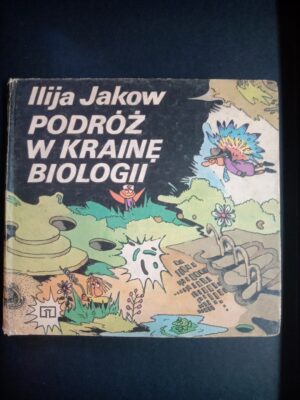 Ilija Jakow
PODRÓŻ
W KRAINĘ
BIOLOGII